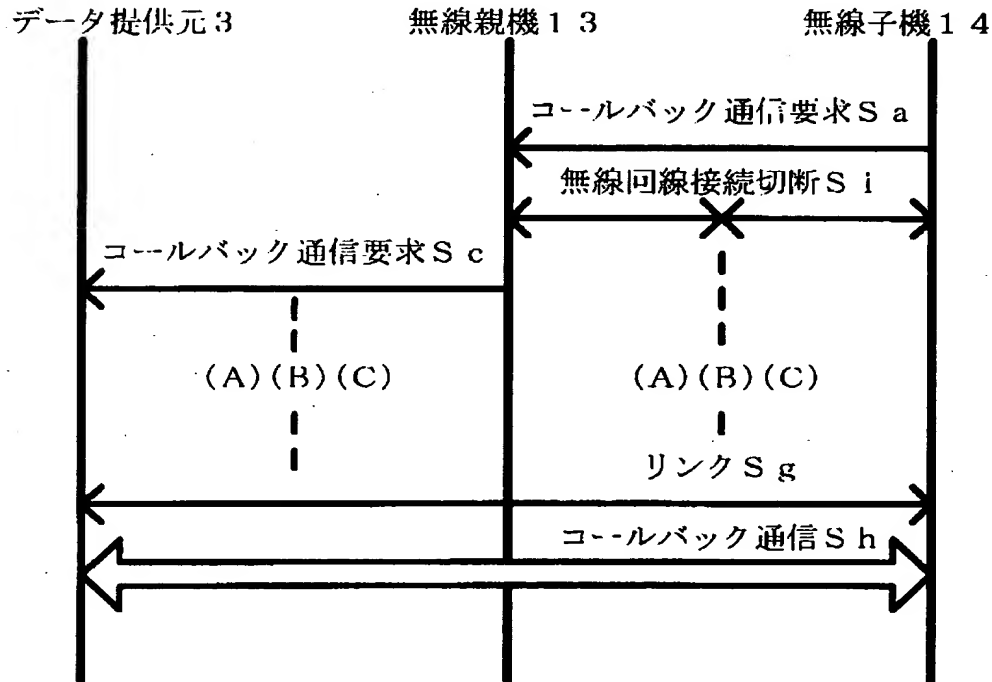 データ提供元3
無線親機13
無線子機14
コールバック通信要求Sa
無線回線接続切断Si
コールバック通信要求Sc
(A)(B)(C)
(A)(B)(C)
リンクSg
コールバック通信Sh